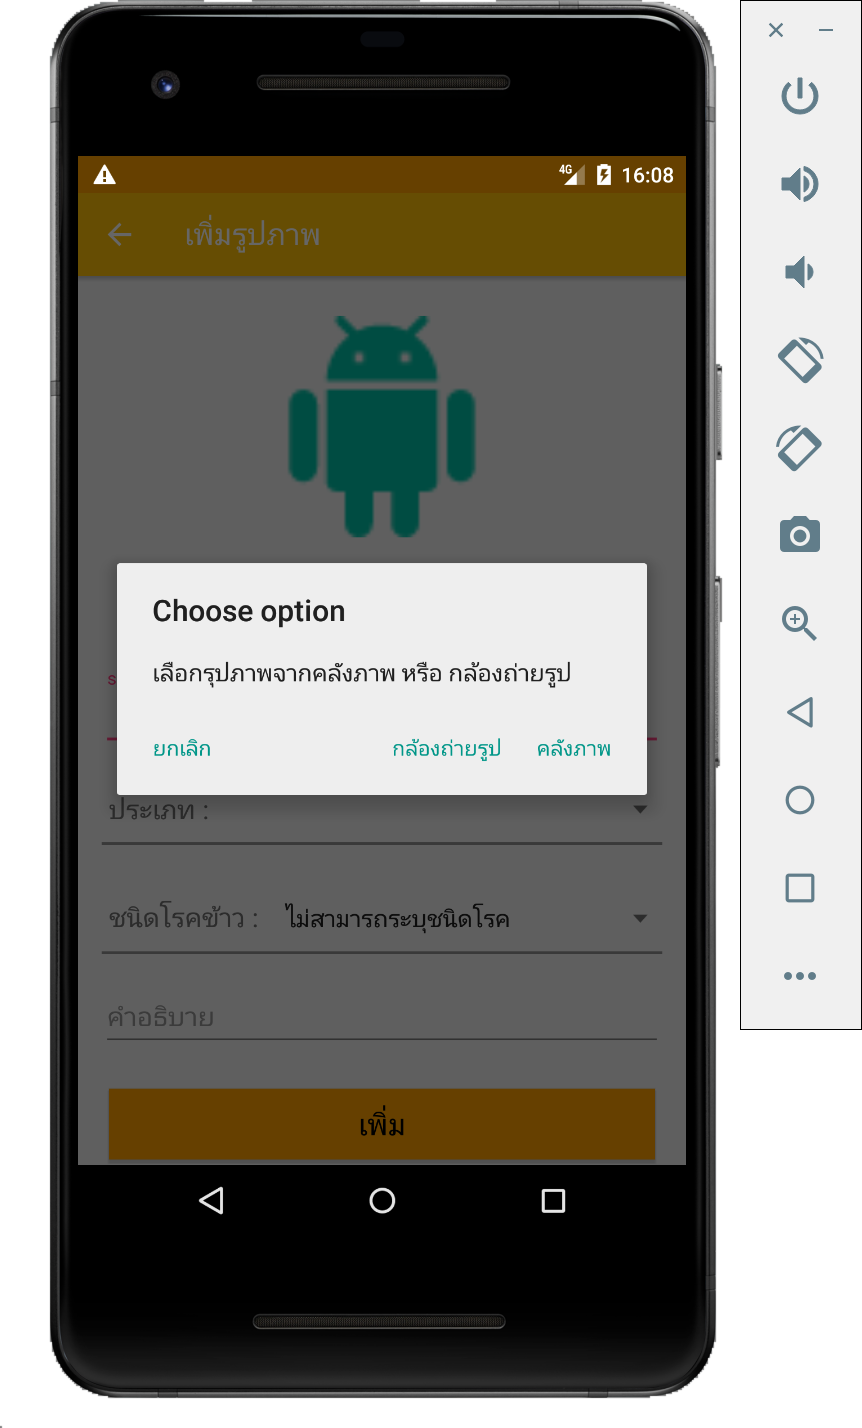 4G 16:08
เพิ่มรูปภาพ
Choose option
เลือกรุปภาพจากคลังภาพ หรือ กล้องถ่ายรูป
ยกเลิก กล้องถ่ายรูป คลังภาพ
ประเภท :
ชนิดโรคข้าว : ไม่สามารถระบุชนิดโรค
คำอธิบาย
เพิ่ม